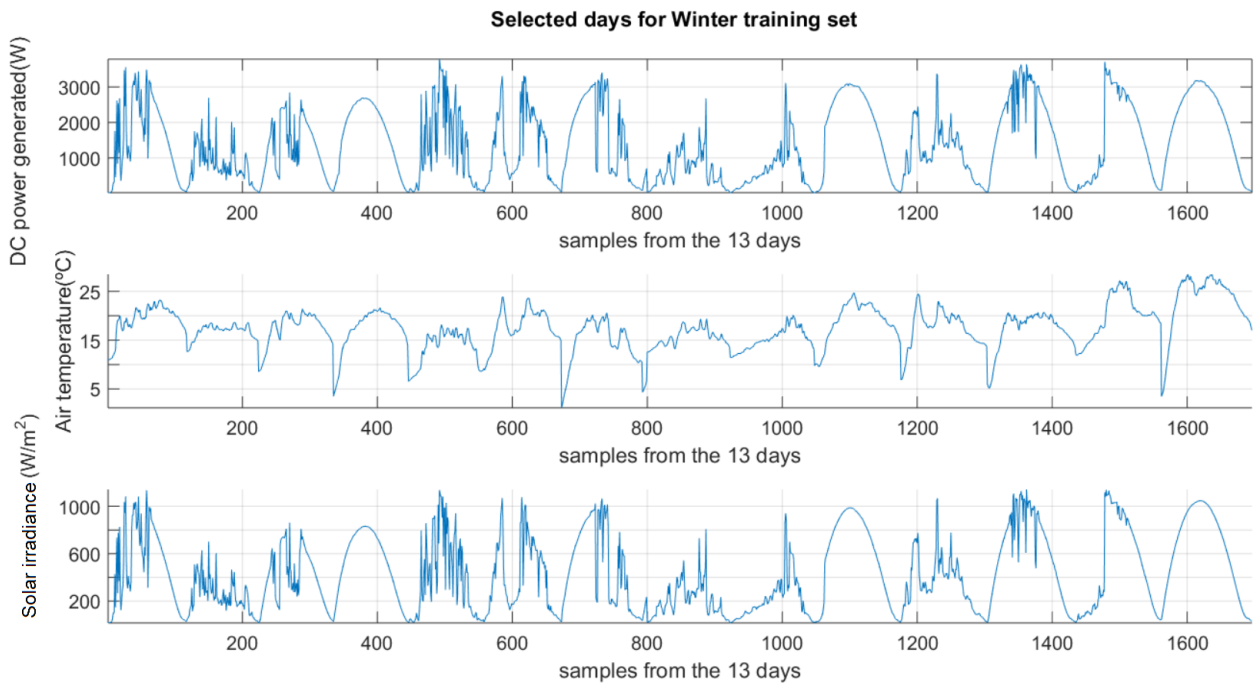 Selected days for Winter training set
DC power generated(W)
3000
2000
1000
200 400 600 800 1000 1200 1400 1600
samples from the 13 days
Air temperature(ºC)
25
15
5
200 400 600 800 1000 1200 1400 1600
samples from the 13 days
Solar irradiance (W/m²)
1000
600
200
200 400 600 800 1000 1200 1400 1600
samples from the 13 days